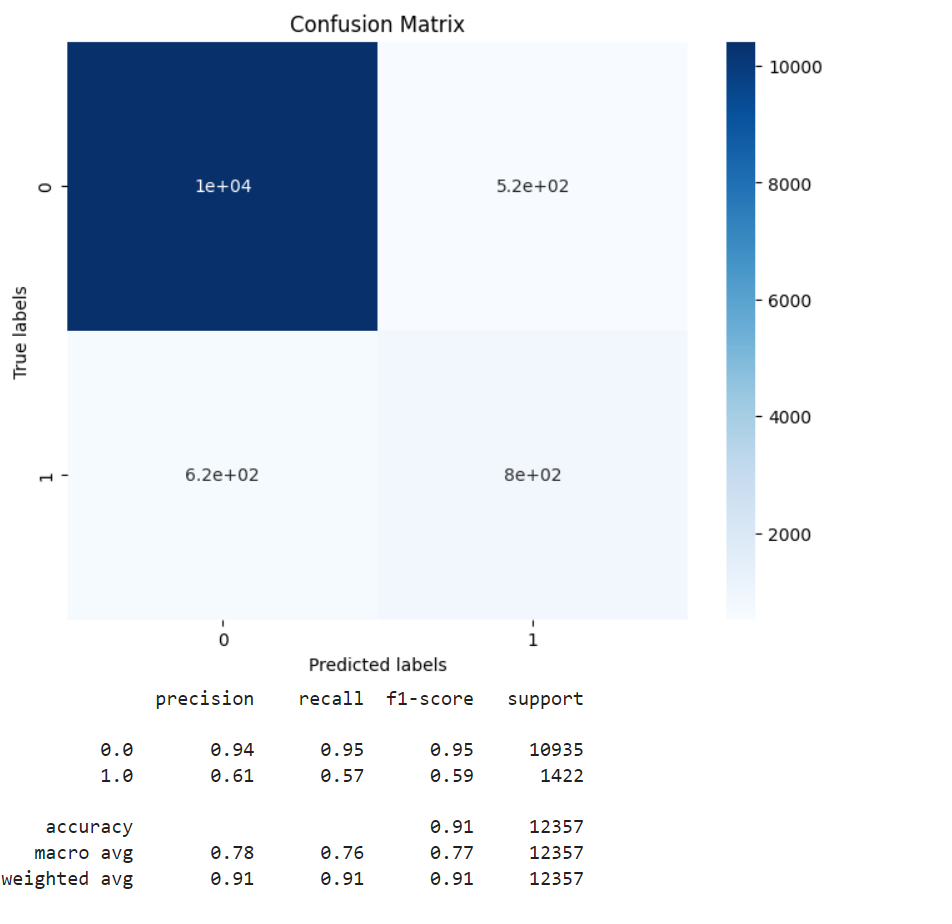 Confusion Matrix
0
1e+04
5.2e+02
1
6.2e+02
8e+02
True labels
0
1
Predicted labels
10000
8000
6000
4000
2000
precision recall f1-score support
0.0 0.94 0.95 0.95 10935
1.0 0.61 0.57 0.59 1422
accuracy 0.91 12357
macro avg 0.78 0.76 0.77 12357
weighted avg 0.91 0.91 0.91 12357